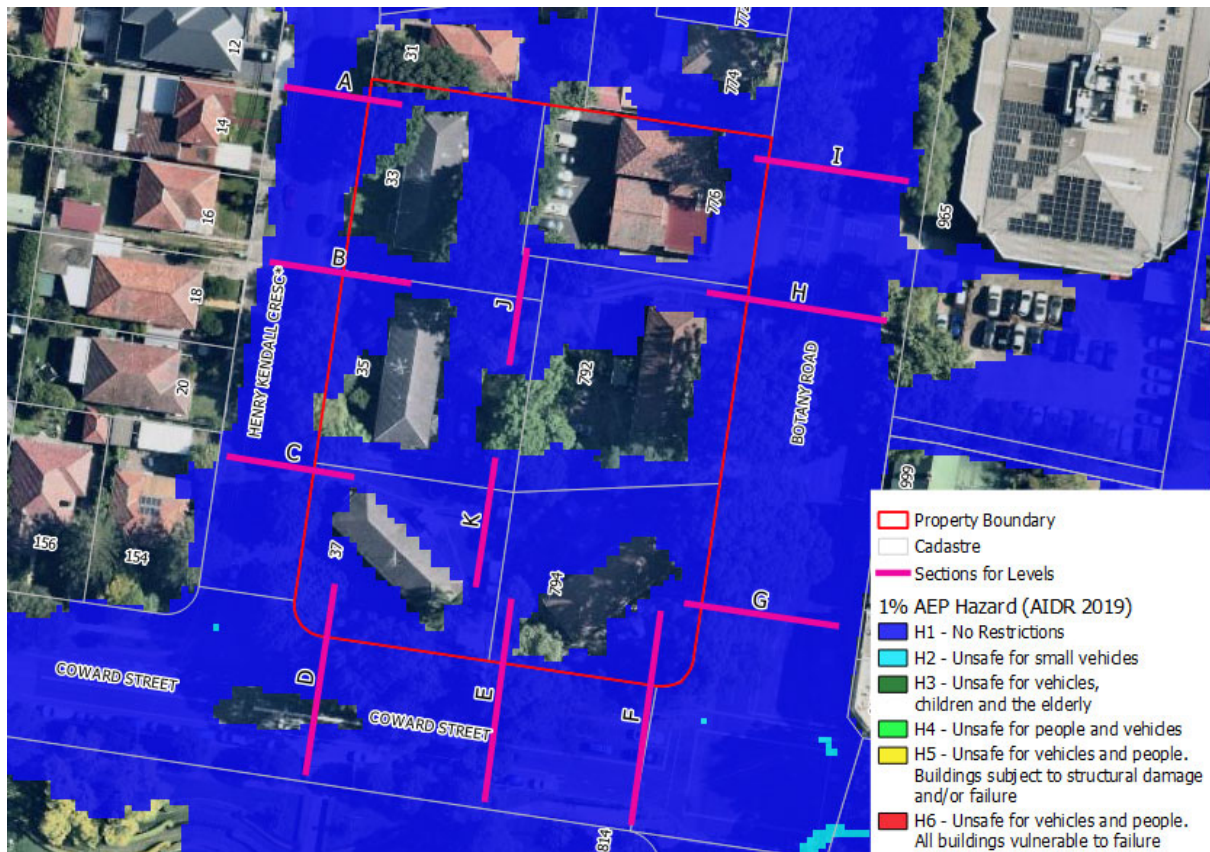 12
31
772
774
A
14
I
33
776
965
16
B
J
H
18
HENRY KENDALL CRESC*
35
792
BOTANY ROAD
20
C
999
K
156
154
37
794
G
COWARD STREET
D
COWARD STREET
E
F
814
Property Boundary
Cadastre
Sections for Levels
1% AEP Hazard (AIDR 2019)
H1 - No Restrictions
H2 - Unsafe for small vehicles
H3 - Unsafe for vehicles,
children and the elderly
H4 - Unsafe for people and vehicles
H5 - Unsafe for vehicles and people.
Buildings subject to structural damage
and/or failure
H6 - Unsafe for vehicles and people.
All buildings vulnerable to failure